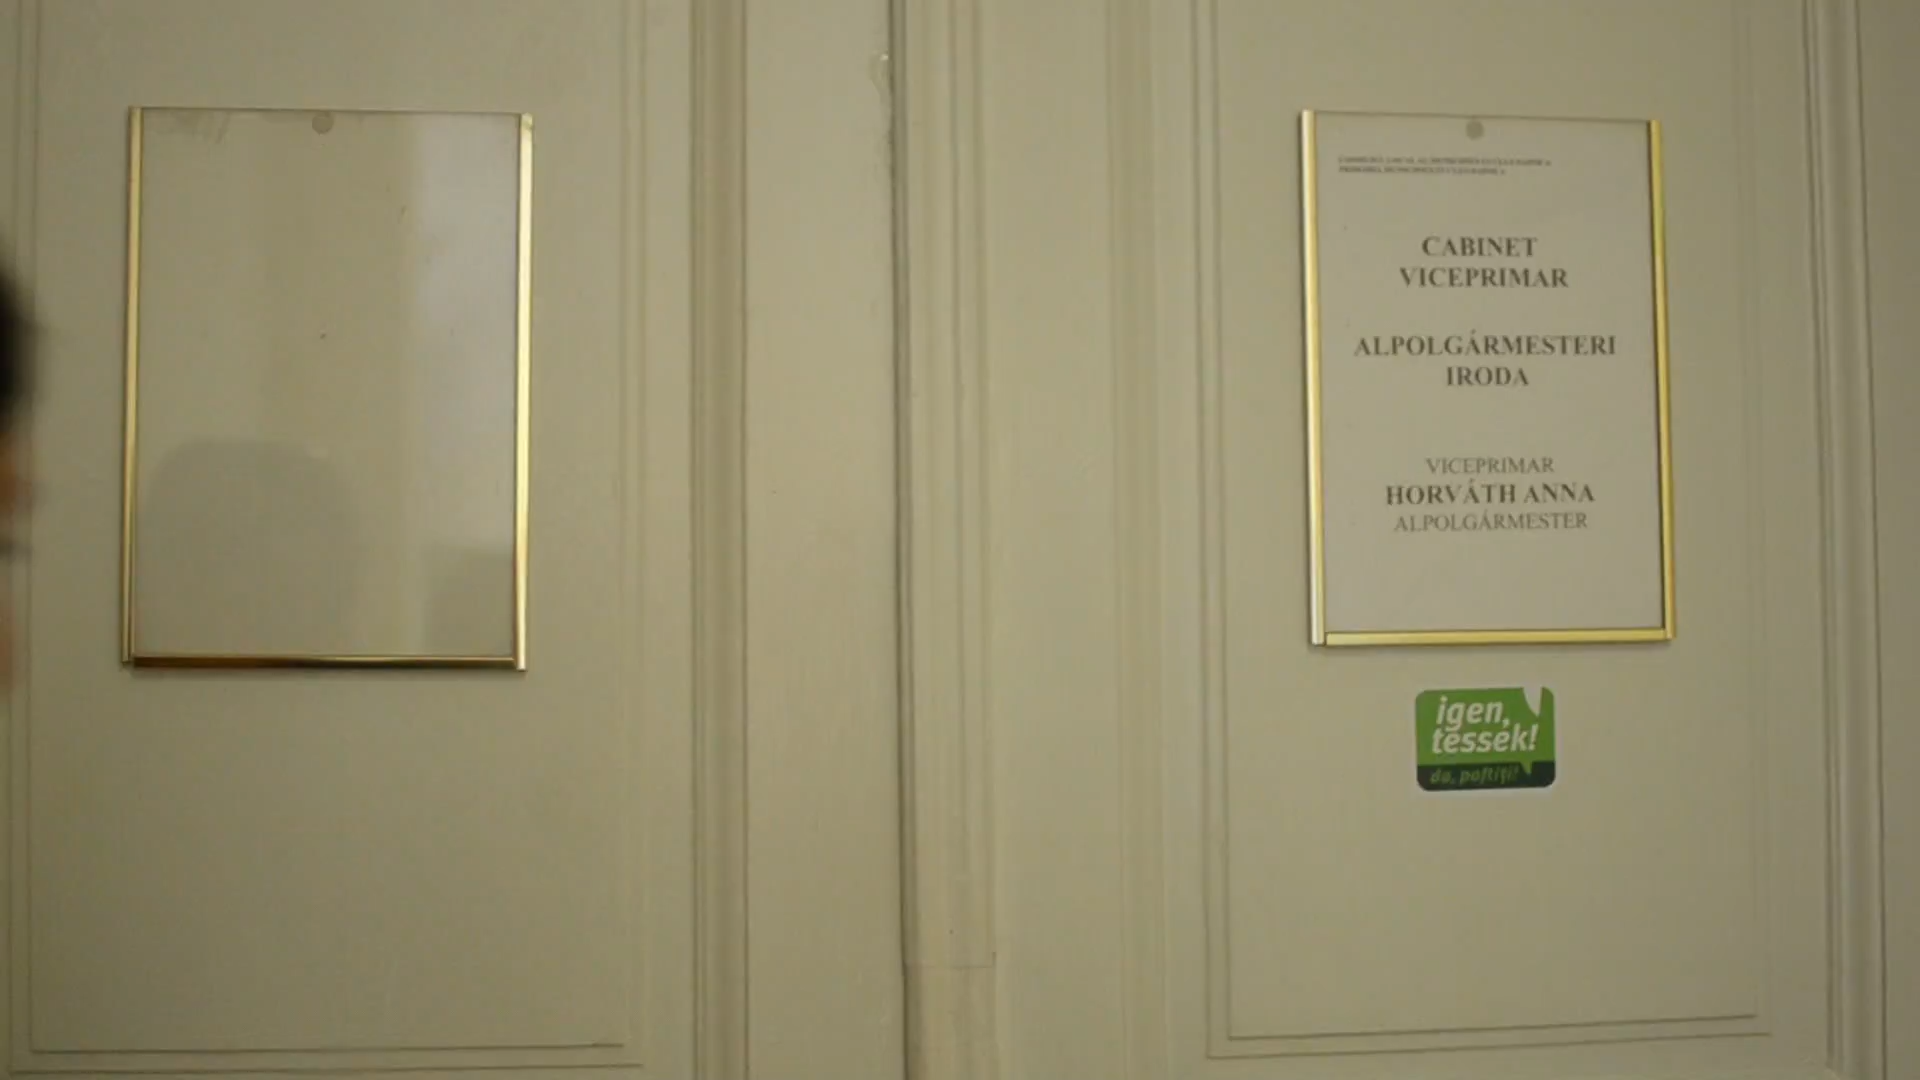 CABINET
VICEPRIMAR
ALPOLGÁRMESTERI
IRODA
VICEPRIMAR
HORVÁTH ANNA
ALPOLGÁRMESTER
igen,
tessék!
da, poftiți!